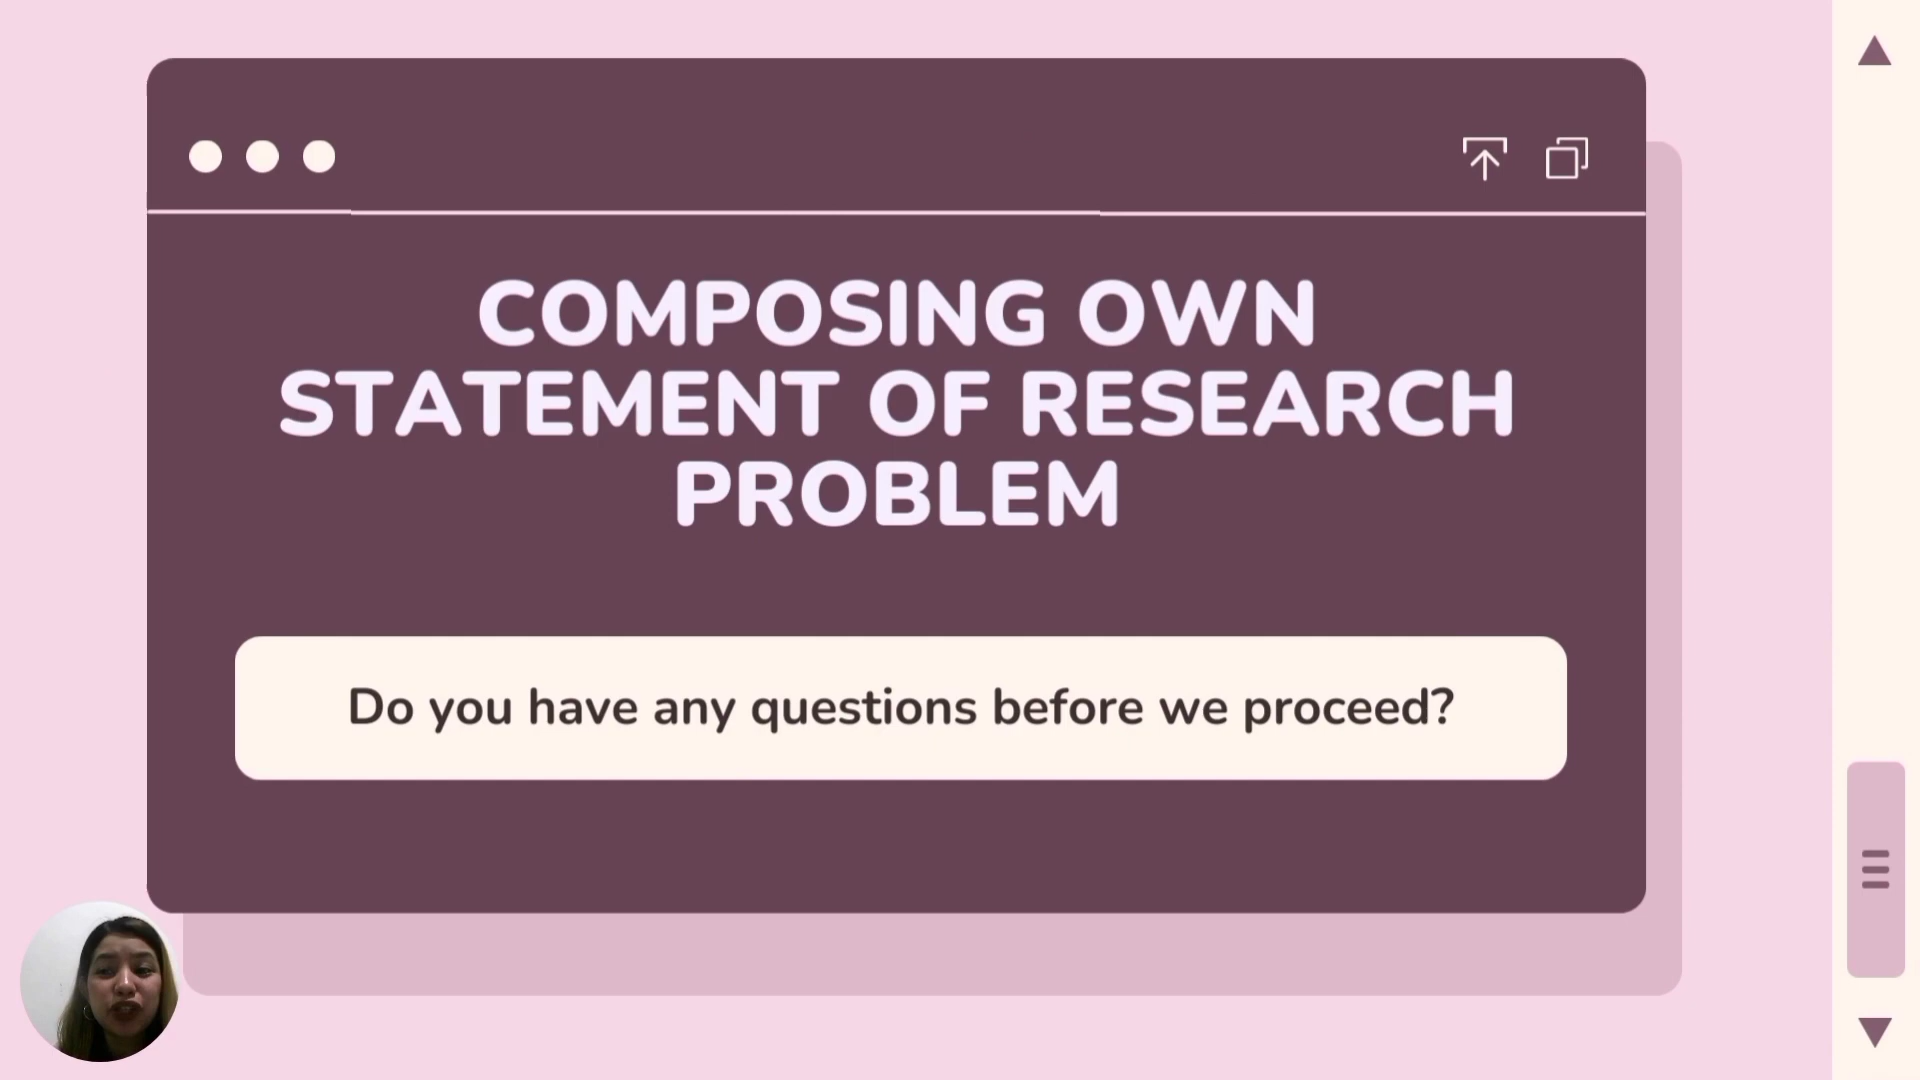 COMPOSING OWN
STATEMENT OF RESEARCH
PROBLEM
Do you have any questions before we proceed?